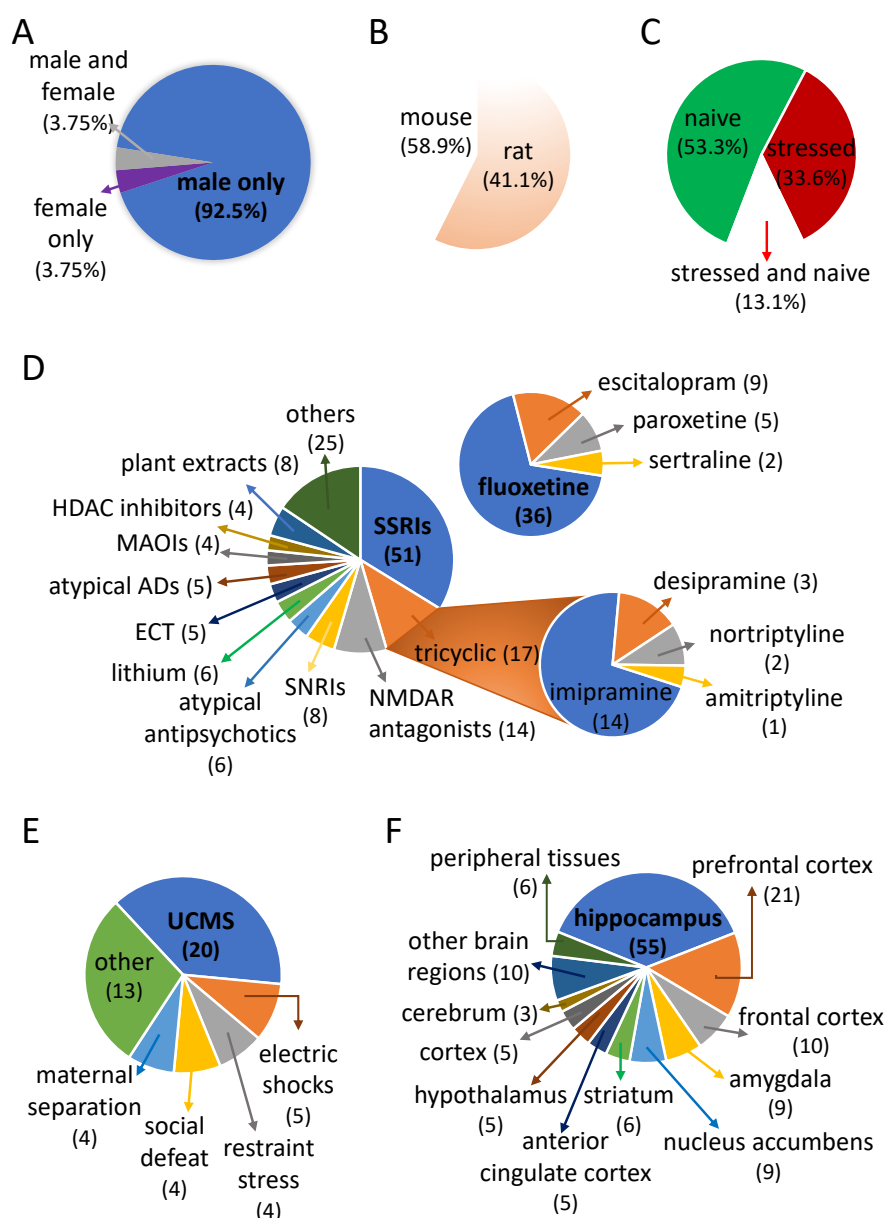 A
male and
female
(3.75%)
male only
(92.5%)
female
only
(3.75%)
B
mouse
(58.9%)
rat
(41.1%)
C
naive
(53.3%)
stressed
(33.6%)
stressed and naive
(13.1%)
D
others
(25)
plant extracts (8)
HDAC inhibitors (4)
MAOIs (4)
atypical ADs (5)
ECT (5)
lithium (6)
atypical
antipsychotics
(6)
SNRIs
(8)
NMDAR
antagonists (14)
tricyclic (17)
SSRIs
(51)
escitalopram (9)
paroxetine (5)
sertraline (2)
fluoxetine
(36)
desipramine (3)
nortriptyline
(2)
amitriptyline
(1)
imipramine
(14)
E
UCMS
(20)
other
(13)
maternal
separation
(4)
social
defeat
(4)
restraint
stress
(4)
electric
shocks
(5)
F
peripheral tissues
(6)
hippocampus
(55)
prefrontal cortex
(21)
other brain
regions (10)
cerebrum (3)
cortex (5)
hypothalamus
(5)
anterior
cingulate cortex
(5)
striatum
(6)
nucleus accumbens
(9)
amygdala
(9)
frontal cortex
(10)